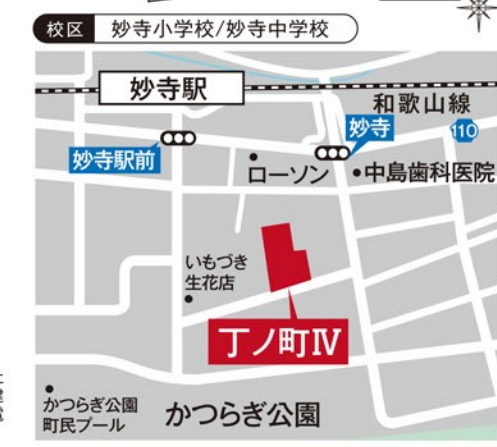 校区 妙寺小学校/妙寺中学校
妙寺駅
和歌山線
妙寺
110
妙寺駅前
ローソン
中島歯科医院
いもづき
生花店
丁ノ町Ⅳ
かつらぎ公園
町民プール
かつらぎ公園